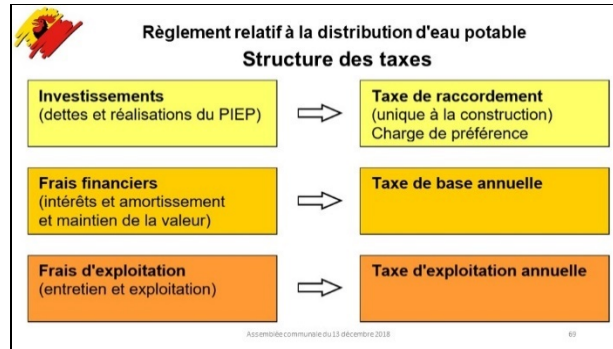 Règlement relatif à la distribution d'eau potable
Structure des taxes
Investissements
(dettes et réalisations du PIEP)
Taxe de raccordement
(unique à la construction)
Charge de préférence
Frais financiers
(intérêts et amortissement
et maintien de la valeur)
Taxe de base annuelle
Frais d'exploitation
(entretien et exploitation)
Taxe d'exploitation annuelle
Assemblée communale du 13 décembre 2018
69